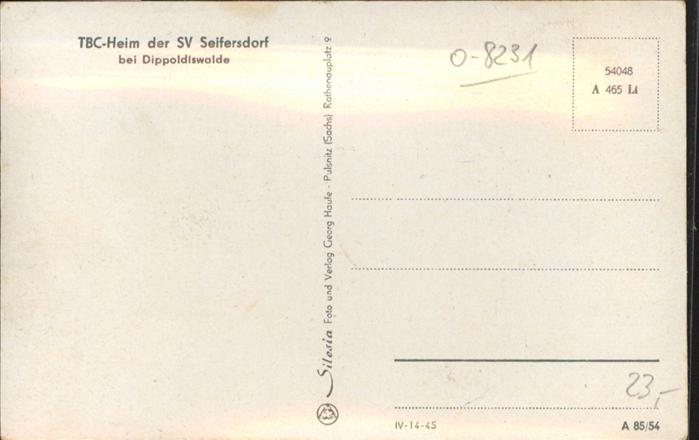 TBC-Heim der SV Seifersdorf
bei Dippoldiswalde
Silesia Foto und Verlag Georg Haufe · Pulsnitz (Sachs) Rathenauplatz 9
O-8231
54048
A 465 Li
23,-
IV-14-45
A 85/54